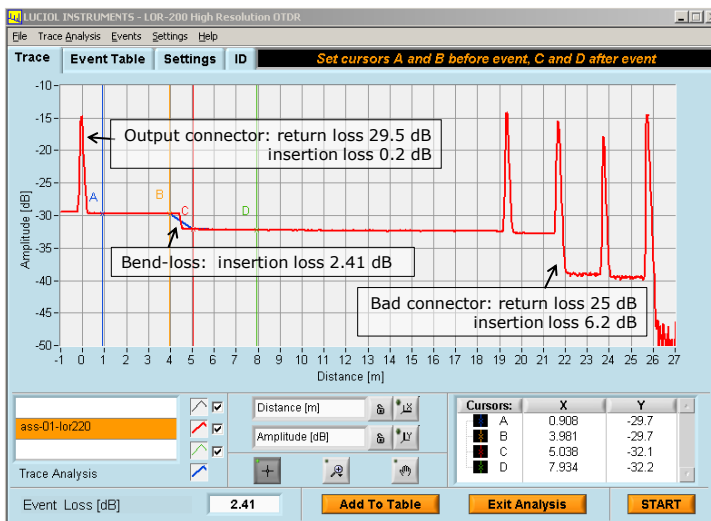 LUCIOL INSTRUMENTS - LOR-200 High Resolution OTDR
File Trace Analysis Events Settings Help
Trace Event Table Settings ID Set cursors A and B before event, C and D after event
Amplitude [dB]
-10
-15
-20
-25
-30
-35
-40
-45
-50
Output connector: return loss 29.5 dB
insertion loss 0.2 dB
A B C D
Bend-loss: insertion loss 2.41 dB
Bad connector: return loss 25 dB
insertion loss 6.2 dB
-1 0 1 2 3 4 5 6 7 8 9 10 11 12 13 14 15 16 17 18 19 20 21 22 23 24 25 26 27
Distance [m]
ass-01-lor220
Trace Analysis
Distance [m]
Amplitude [dB]
Cursors: X Y
A 0.908 -29.7
B 3.981 -29.7
C 5.038 -32.1
D 7.934 -32.2
Event Loss [dB] 2.41 Add To Table Exit Analysis START